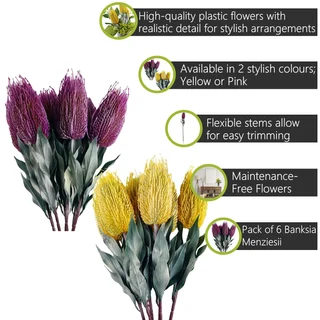 High-quality plastic flowers with
realistic detail for stylish arrangements
Available in 2 stylish colours;
Yellow or Pink
Flexible stems allow
for easy trimming
Maintenance-
Free Flowers
Pack of 6 Banksia
Menziesii